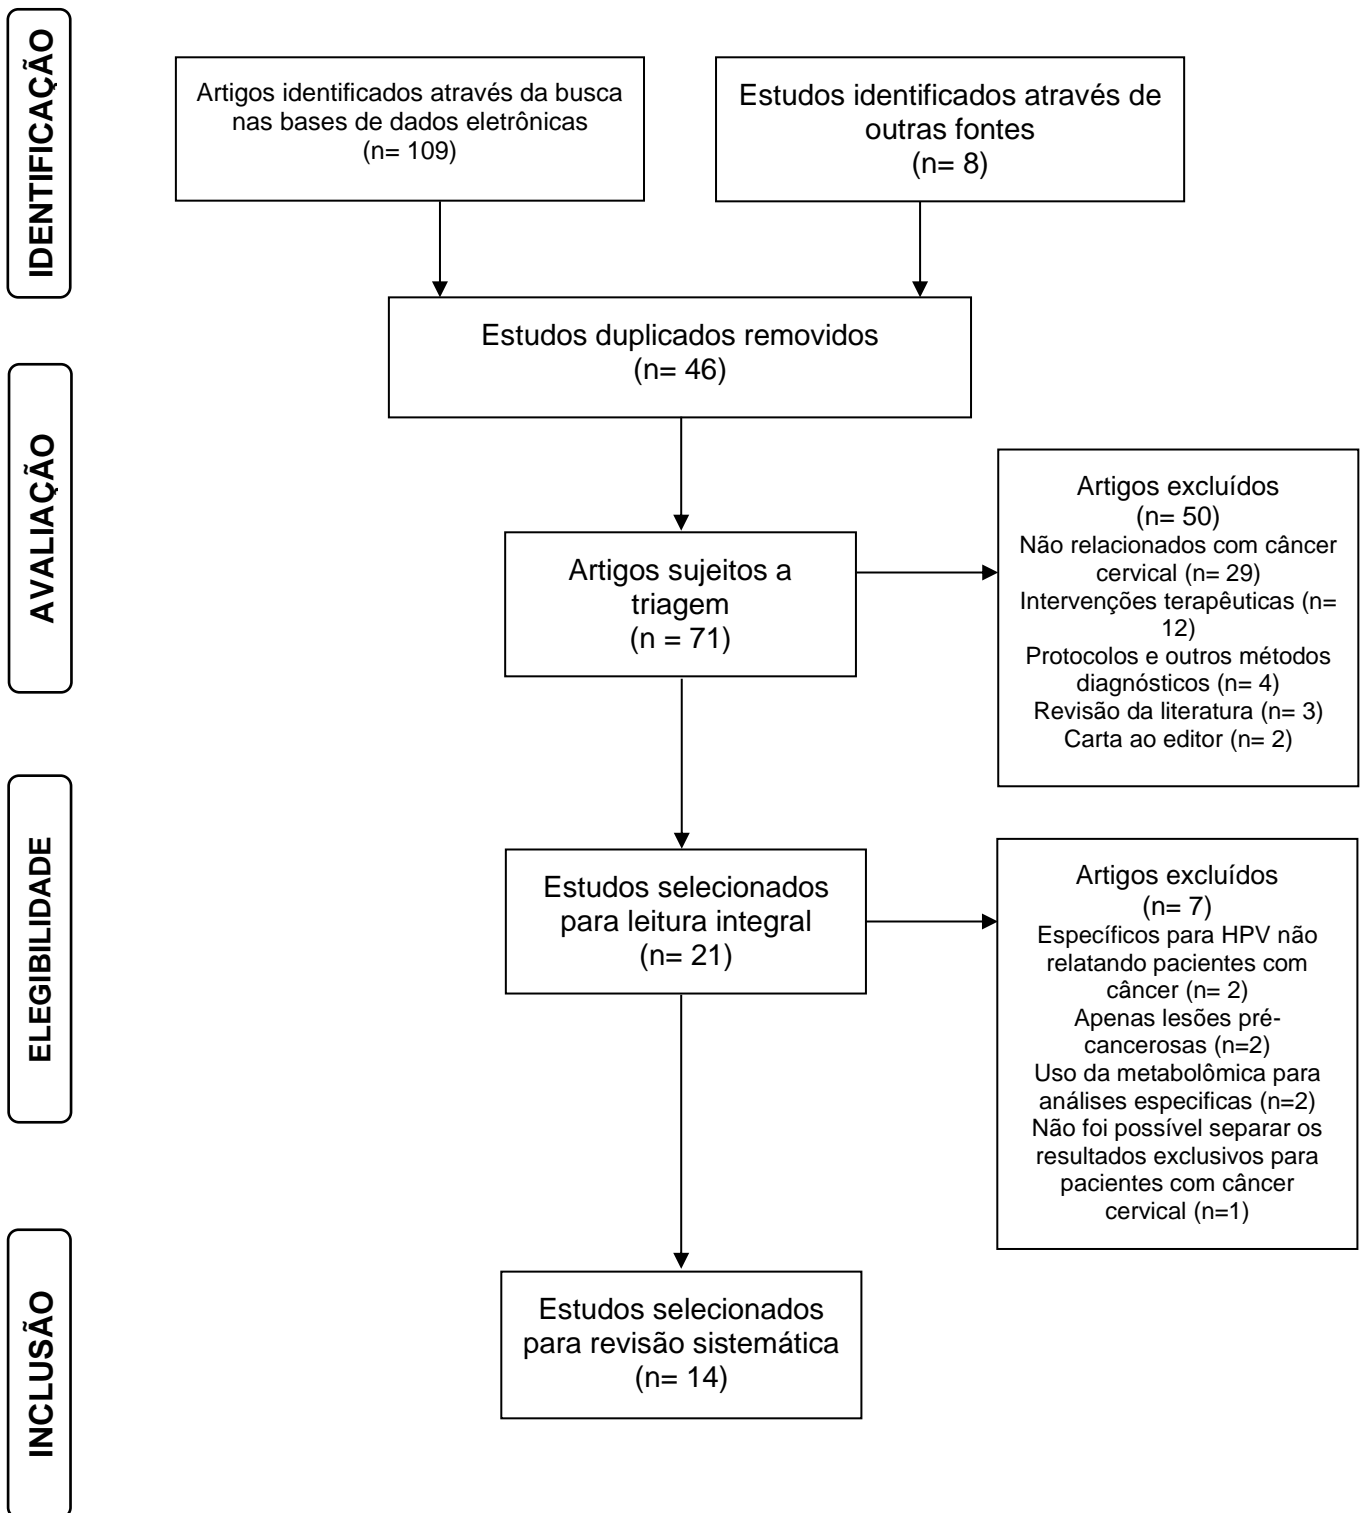 IDENTIFICAÇÃO
Artigos identificados através da busca
nas bases de dados eletrônicas
(n= 109)
Estudos identificados através de
outras fontes
(n= 8)
Estudos duplicados removidos
(n= 46)
AVALIAÇÃO
Artigos sujeitos a
triagem
(n = 71)
Artigos excluídos
(n= 50)
Não relacionados com câncer
cervical (n= 29)
Intervenções terapêuticas (n=
12)
Protocolos e outros métodos
diagnósticos (n= 4)
Revisão da literatura (n= 3)
Carta ao editor (n= 2)
ELEGIBILIDADE
Estudos selecionados
para leitura integral
(n= 21)
Artigos excluídos
(n= 7)
Específicos para HPV não
relatando pacientes com
câncer (n= 2)
Apenas lesões pré-
cancerosas (n=2)
Uso da metabolômica para
análises especificas (n=2)
Não foi possível separar os
resultados exclusivos para
pacientes com câncer
cervical (n=1)
INCLUSÃO
Estudos selecionados
para revisão sistemática
(n= 14)